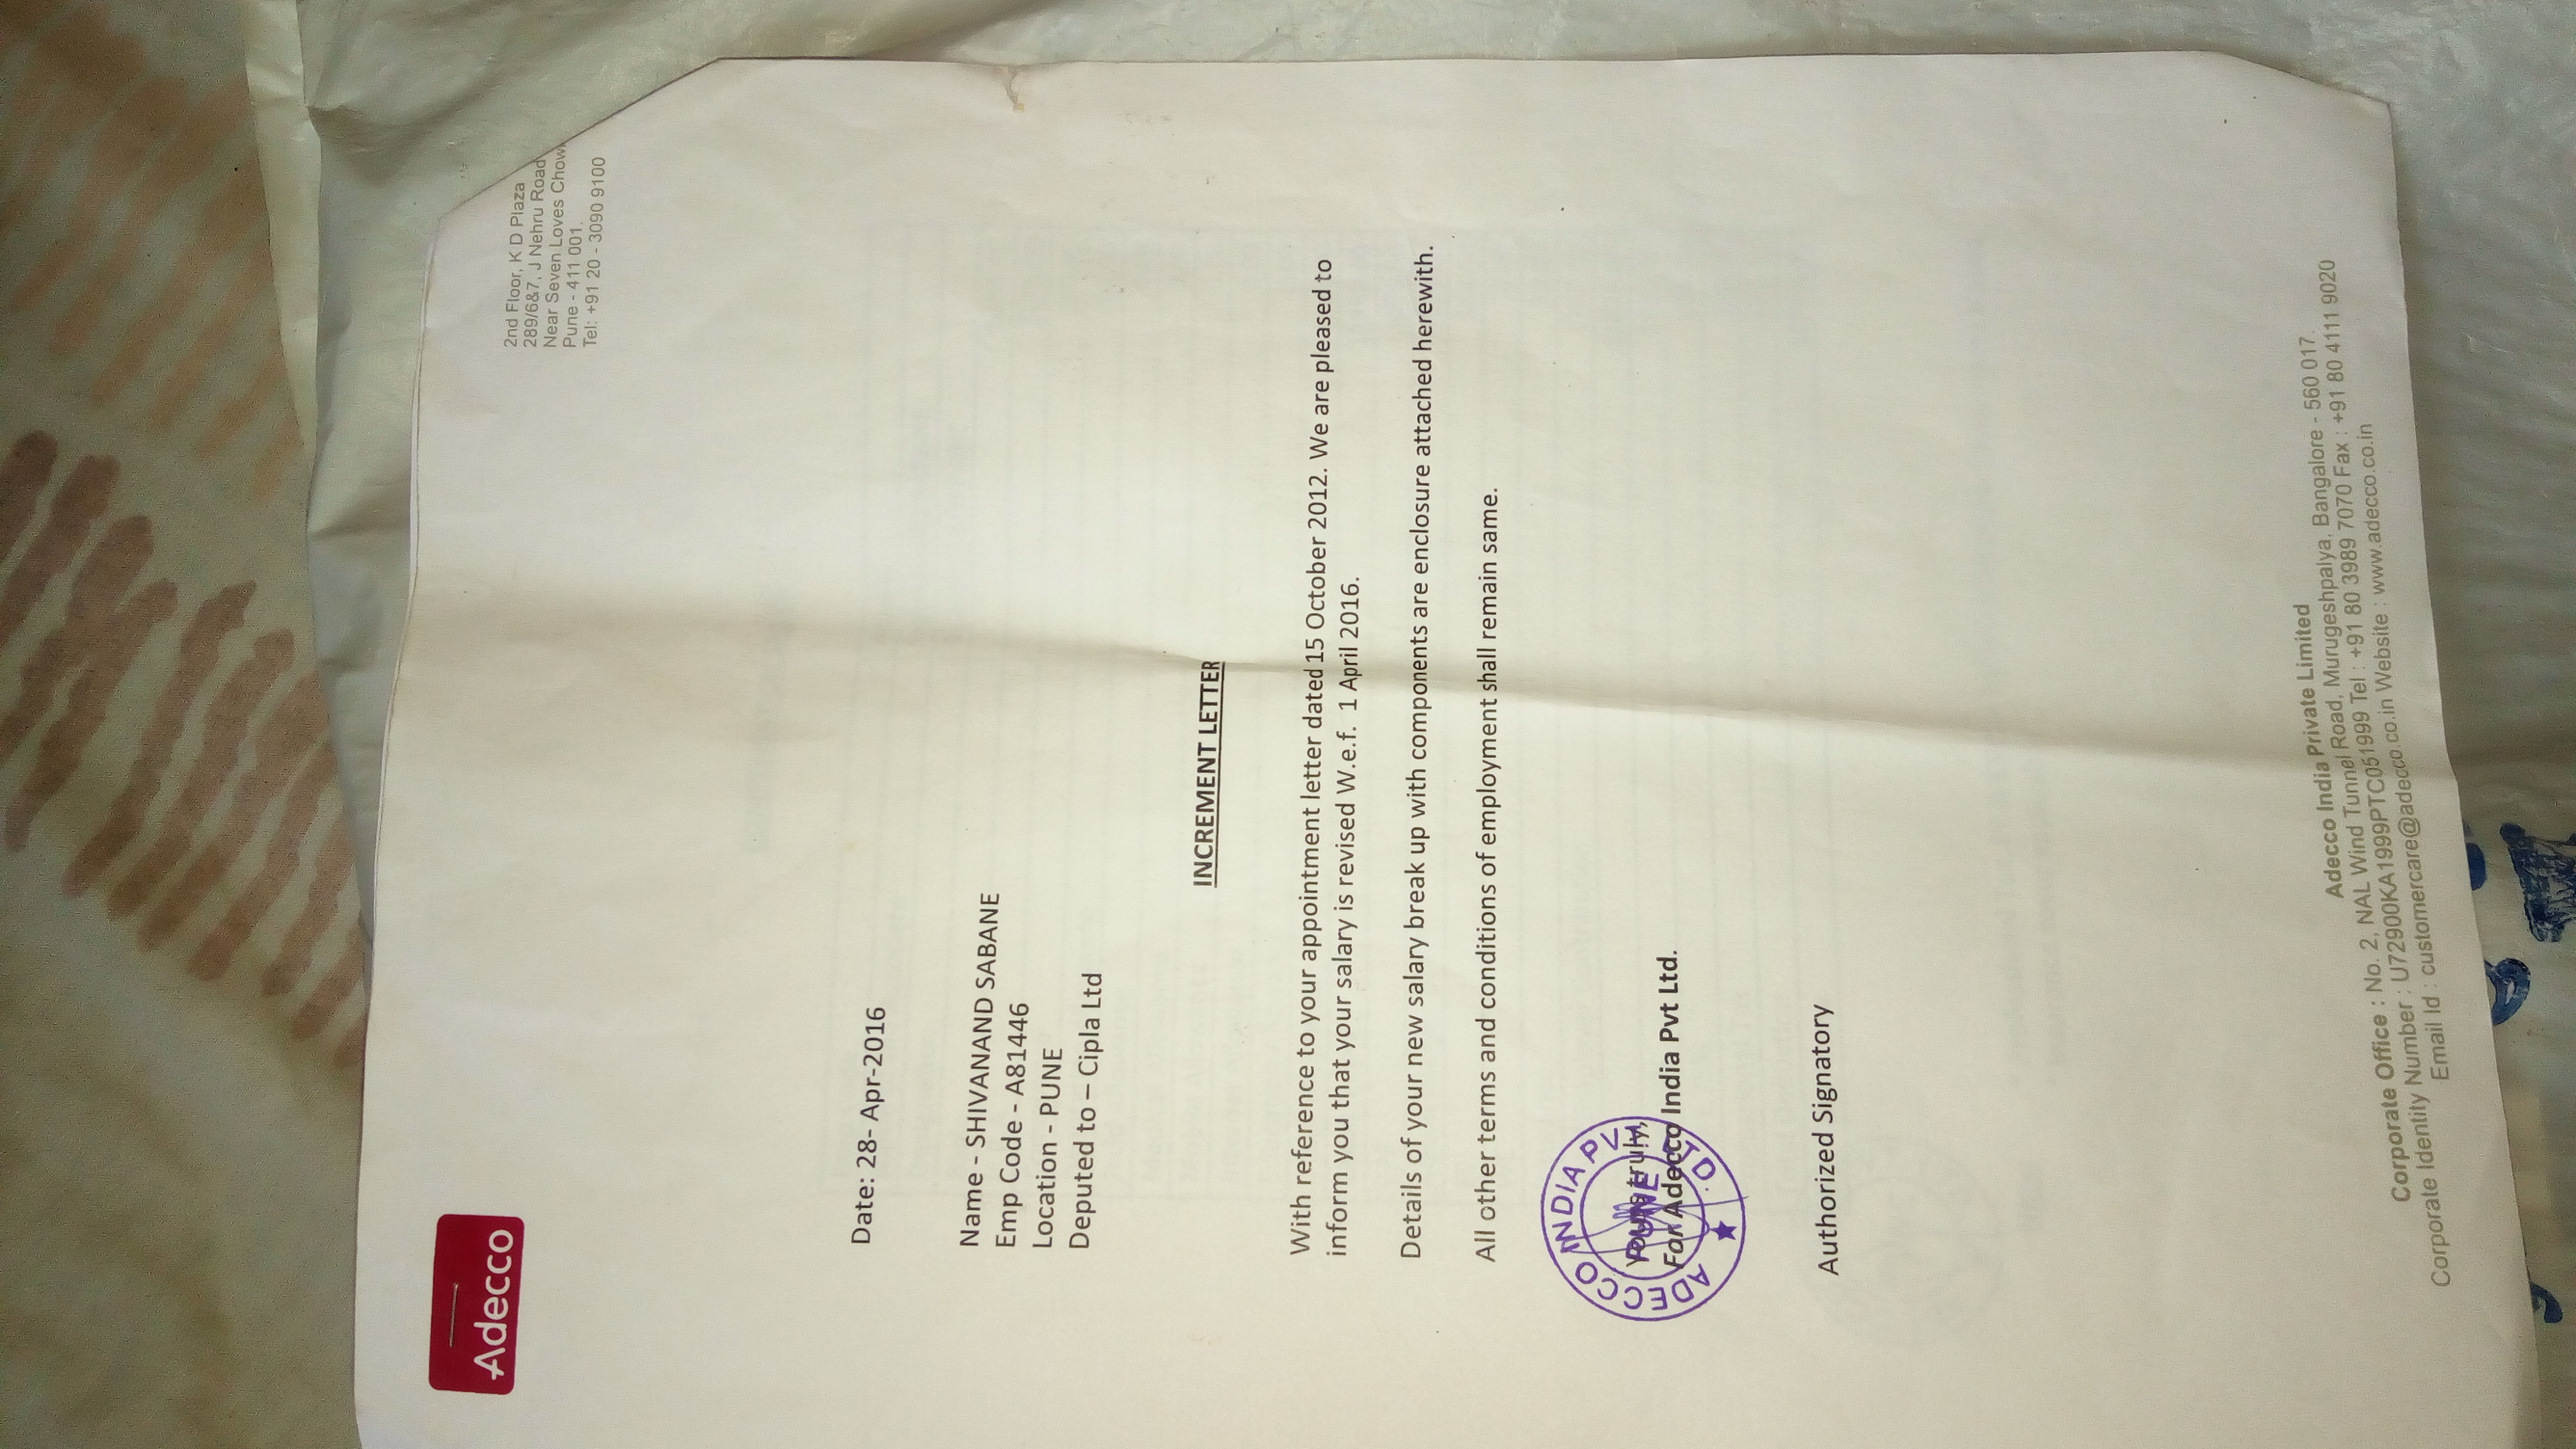 Adecco
2nd Floor, K D Plaza
289/6&7, J Nehru Road
Near Seven Loves Chowk
Pune - 411 001.
Tel: +91 20 - 3090 9100
Date: 28- Apr-2016
Name - SHIVANAND SABANE
Emp Code - A81446
Location - PUNE
Deputed to – Cipla Ltd
INCREMENT LETTER
With reference to your appointment letter dated 15 October 2012. We are pleased to
inform you that your salary is revised W.e.f. 1 April 2016.
Details of your new salary break up with components are enclosure attached herewith.
All other terms and conditions of employment shall remain same.
Yours truly,
For Adecco India Pvt Ltd.
ADECCO INDIA PVT. LTD.
PUNE
Authorized Signatory
Adecco India Private Limited
Corporate Office : No. 2, NAL Wind Tunnel Road, Murugeshpalya, Bangalore - 560 017.
Corporate Identity Number : U72900KA1999PTC051999 Tel : +91 80 3989 7070 Fax : +91 80 4111 9020
Email Id : customercare@adecco.co.in Website : www.adecco.co.in